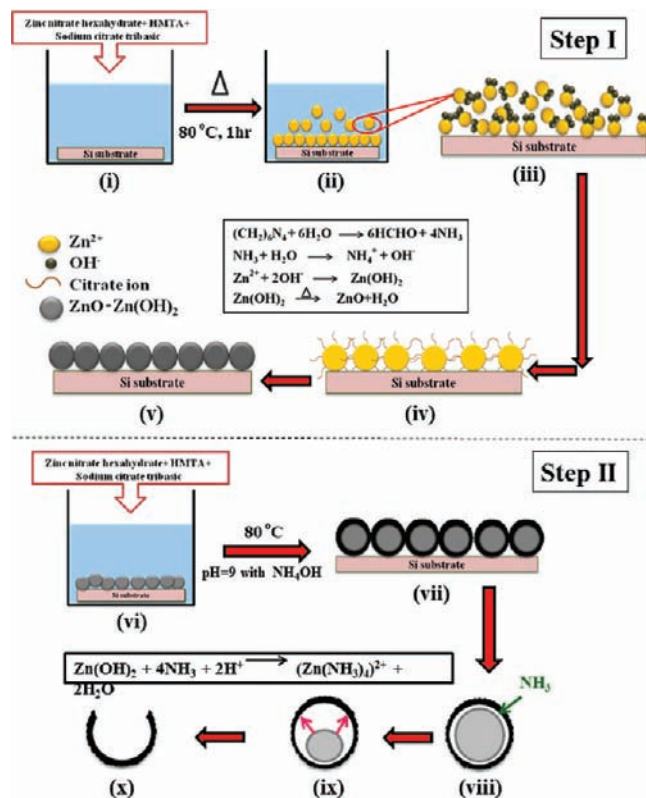 Zinc nitrate hexahydrate+ HMTA+
Sodium citrate tribasic
Step I
Δ
80 °C, 1hr
Si substrate
Si substrate
Si substrate
(i)
(ii)
(iii)
(CH₂)₆N₄ + 6H₂O → 6HCHO + 4NH₃
NH₃ + H₂O → NH₄⁺ + OH⁻
Zn²⁺ + 2OH⁻ → Zn(OH)₂
Zn(OH)₂ →Δ ZnO+H₂O
Zn²⁺
OH⁻
Citrate ion
ZnO-Zn(OH)₂
Si substrate
Si substrate
(v)
(iv)
Zinc nitrate hexahydrate+ HMTA+
Sodium citrate tribasic
Step II
80 °C
pH=9 with NH₄OH
Si substrate
Si substrate
(vi)
(vii)
Zn(OH)₂ + 4NH₃ + 2H⁺ → (Zn(NH₃)₄)²⁺ +
2H₂O
NH₃
(x)
(ix)
(viii)